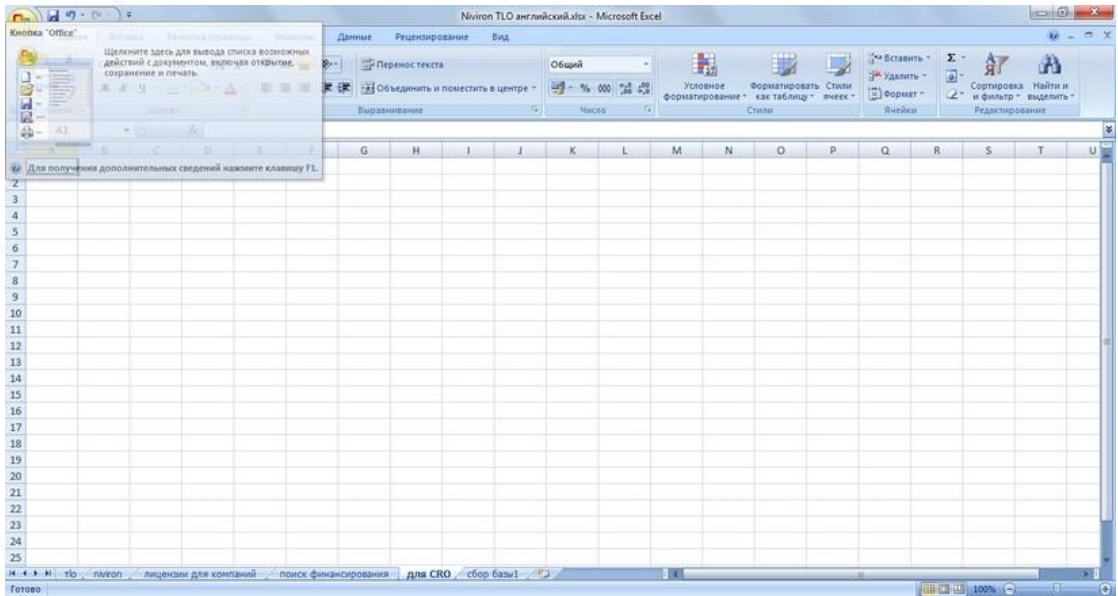 Niviron TLO английский.xlsx - Microsoft Excel
Кнопка "Office"
Щелкните здесь для вывода списка возможных
действий с документом, включая открытие,
сохранение и печать.
Для получения дополнительных сведений нажмите клавишу F1.
Данные Рецензирование Вид
Перенос текста
Объединить и поместить в центре
Выравнивание
Общий
% 000
Число
Условное
форматирование
Форматировать
как таблицу
Стили
ячеек
Стили
Вставить
Удалить
Формат
Ячейки
Σ
Сортировка
и фильтр
Найти и
выделить
Редактирование
A1
G H I J K L M N O P Q R S T U
2
3
4
5
6
7
8
9
10
11
12
13
14
15
16
17
18
19
20
21
22
23
24
25
tlo niviron лицензии для компаний поиск финансирования для CRO сбор базы1
Готово 100%